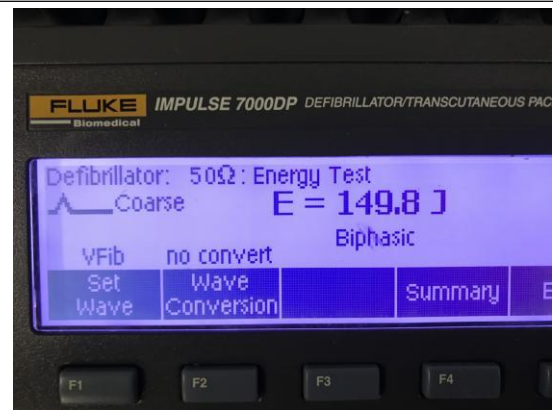 FLUKE IMPULSE 7000DP DEFIBRILLATOR/TRANSCUTANEOUS PAC
Biomedical
Defibrillator: 50Ω: Energy Test
Coarse E = 149.8 J
Biphasic
VFib no convert
Set Wave Summary E
Wave Conversion
F1 F2 F3 F4